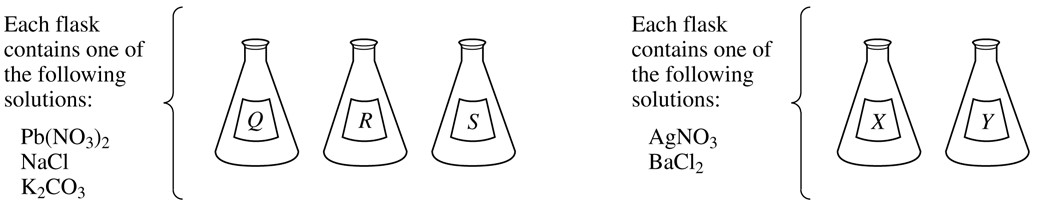 Each flask
contains one of
the following
solutions:
Pb(NO₃)₂
NaCl
K₂CO₃
Q
R
S
Each flask
contains one of
the following
solutions:
AgNO₃
BaCl₂
X
Y